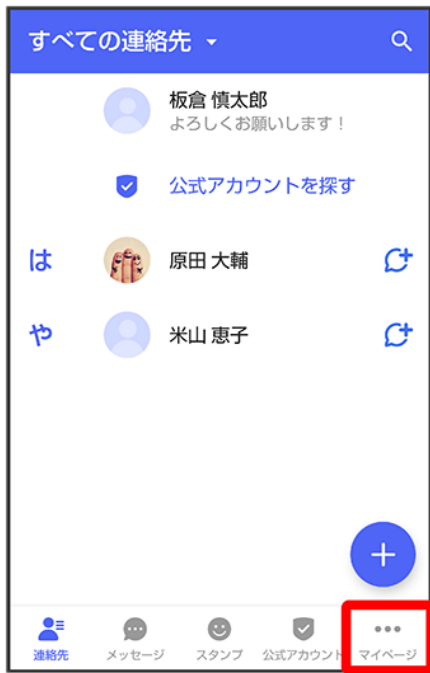 すべての連絡先
板倉 慎太郎
よろしくお願いします！
公式アカウントを探す
は
原田 大輔
や
米山 恵子
連絡先
メッセージ
スタンプ
公式アカウント
マイページ